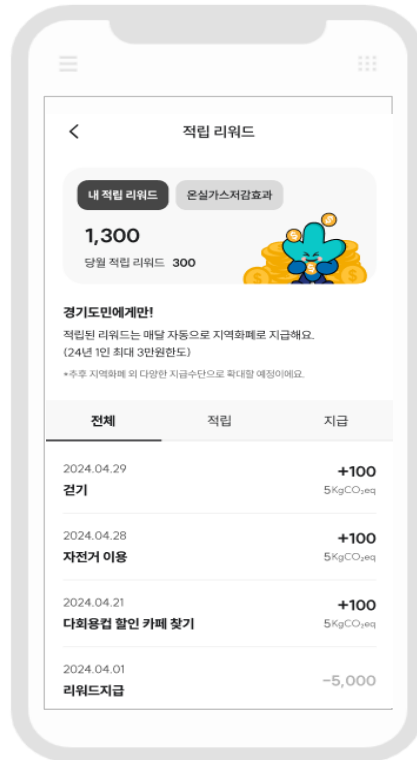 적립 리워드
내 적립 리워드 온실가스저감효과
1,300
당월 적립 리워드 300
경기도민에게만!
적립된 리워드는 매달 자동으로 지역화폐로 지급해요.
(24년 1인 최대 3만원한도)
*추후 지역화폐 외 다양한 지급수단으로 확대할 예정이에요.
전체 적립 지급
2024.04.29
걷기
+100
5KgCO₂eq
2024.04.28
자전거 이용
+100
5KgCO₂eq
2024.04.21
다회용컵 할인 카페 찾기
+100
5KgCO₂eq
2024.04.01
리워드지급
-5,000